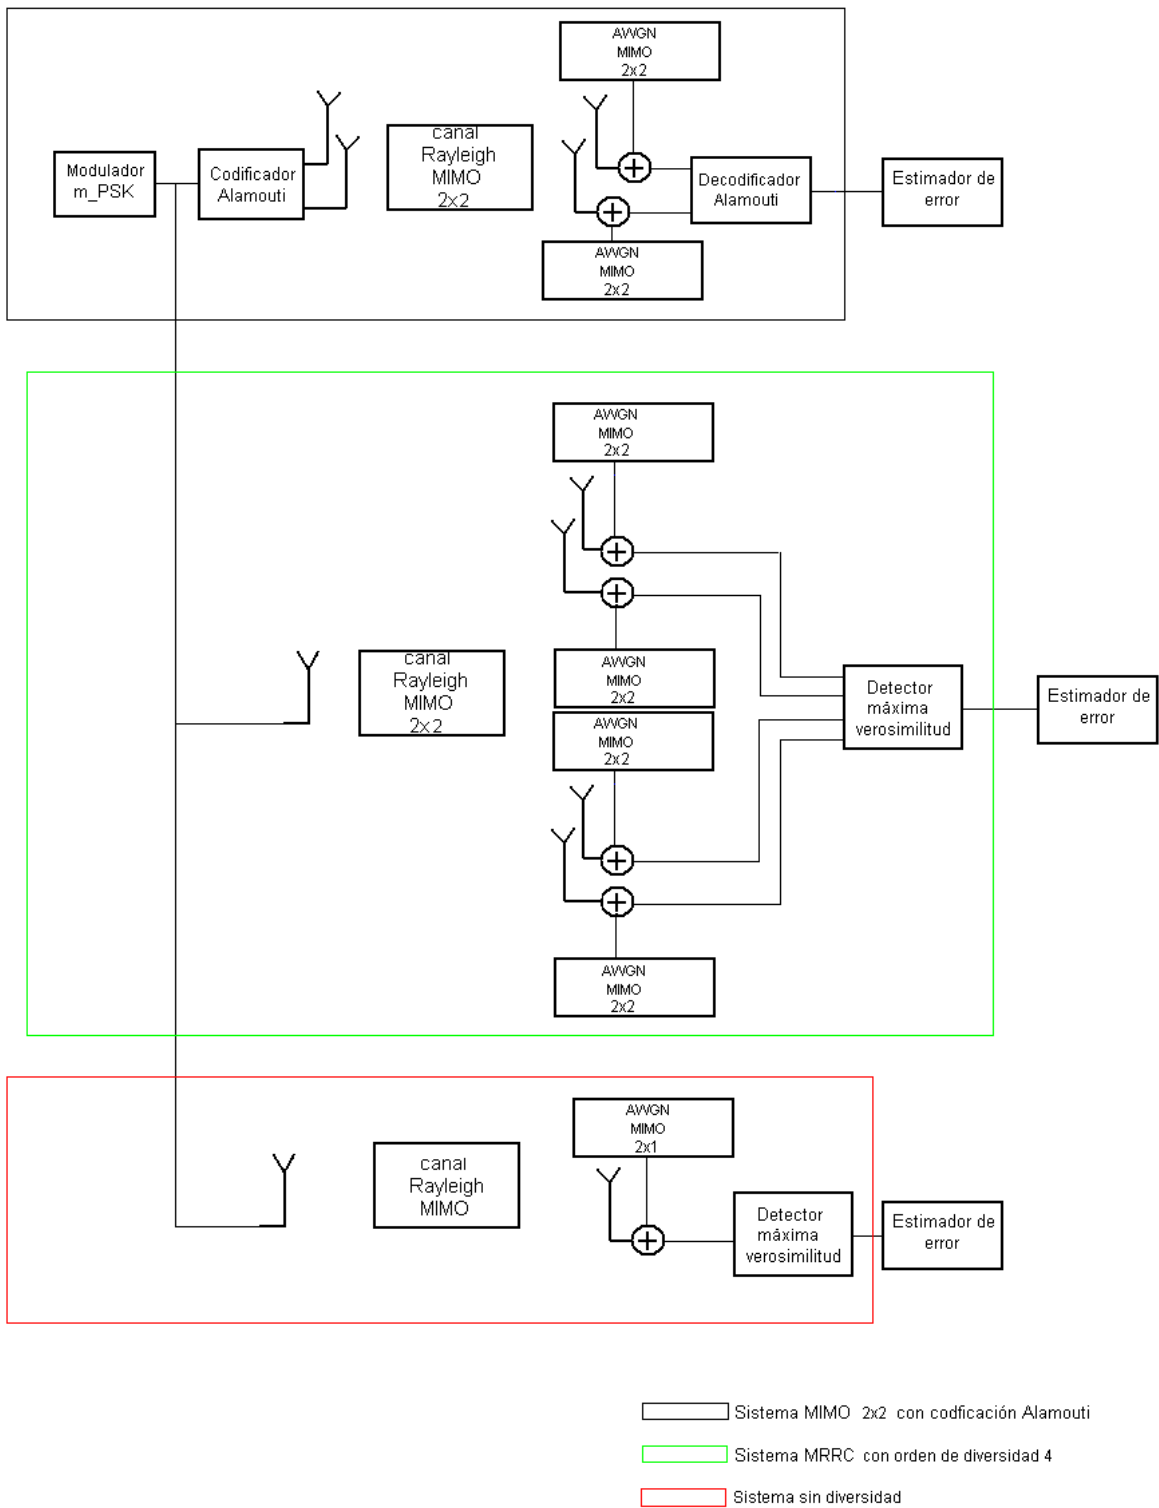 AWGN
MIMO
2x2
Modulador
m_PSK
Codificador
Alamouti
canal
Rayleigh
MIMO
2x2
Decodificador
Alamouti
Estimador de
error
AWGN
MIMO
2x2
AWGN
MIMO
2x2
canal
Rayleigh
MIMO
2x2
AWGN
MIMO
2x2
AWGN
MIMO
2x2
Detector
máxima
verosimilitud
Estimador de
error
AWGN
MIMO
2x2
AWGN
MIMO
2x1
canal
Rayleigh
MIMO
Detector
máxima
verosimilitud
Estimador de
error
Sistema MIMO 2x2 con codficación Alamouti
Sistema MRRC con orden de diversidad 4
Sistema sin diversidad